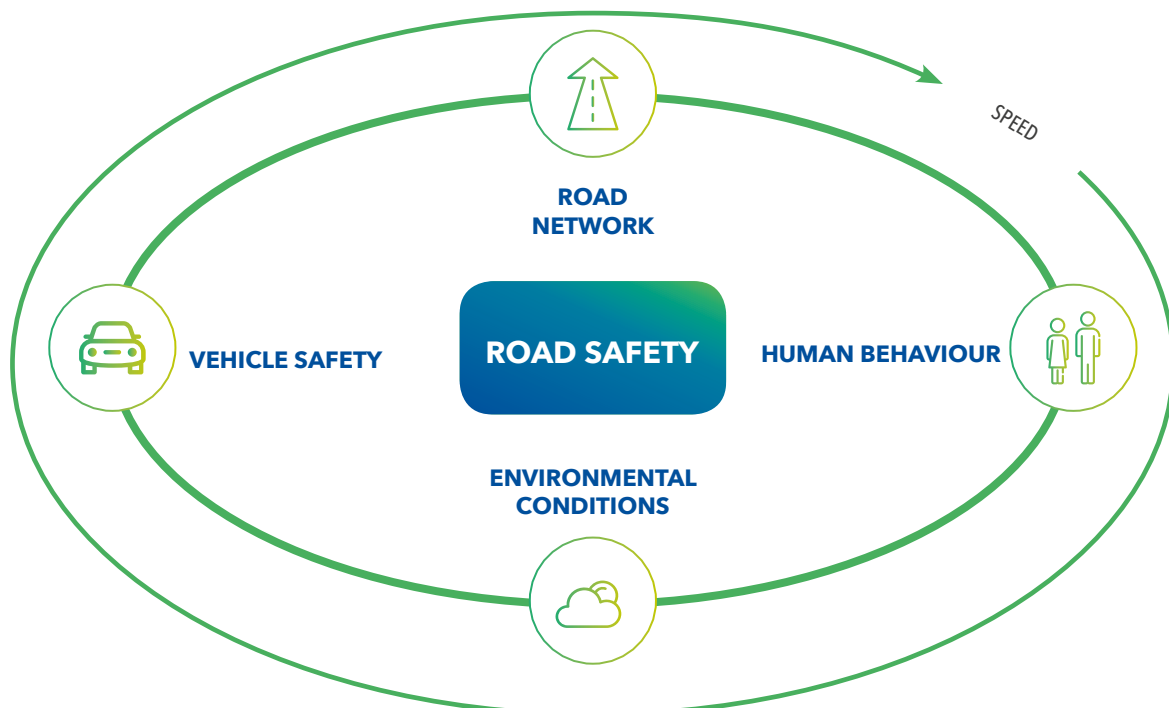 SPEED
ROAD
NETWORK
VEHICLE SAFETY
ROAD SAFETY
HUMAN BEHAVIOUR
ENVIRONMENTAL
CONDITIONS